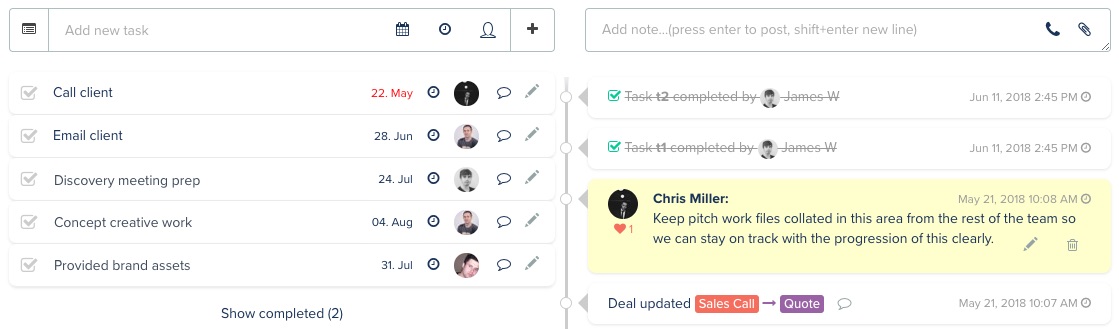 Add new task
Call client 22. May
Email client 28. Jun
Discovery meeting prep 24. Jul
Concept creative work 04. Aug
Provided brand assets 31. Jul
Show completed (2)
Add note...(press enter to post, shift+enter new line)
Task t2 completed by James W Jun 11, 2018 2:45 PM
Task t1 completed by James W Jun 11, 2018 2:45 PM
Chris Miller: May 21, 2018 10:08 AM
Keep pitch work files collated in this area from the rest of the team so
we can stay on track with the progression of this clearly.
1
Deal updated Sales Call → Quote May 21, 2018 10:07 AM